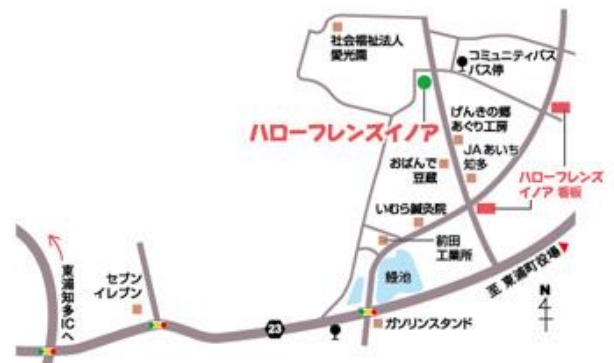 社会福祉法人
愛光園
コミュニティバス
バス停
ハローフレンズイノア
げんきの郷
あぐり工房
JAあいち
知多
おばんで
豆蔵
ハローフレンズ
イノア 看板
いむら鍼灸院
前田
工業所
東浦知多ICへ
セブン
イレブン
飛池
至 東浦町役場
N
23
ガソリンスタンド